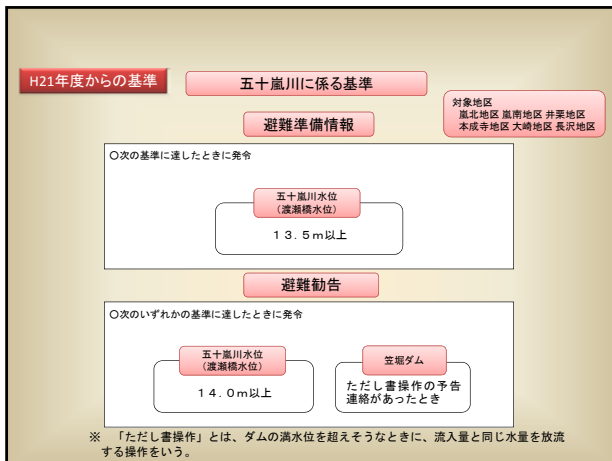 H21年度からの基準
五十嵐川に係る基準
対象地区
嵐北地区 嵐南地区 井栗地区
本成寺地区 大崎地区 長沢地区
避難準備情報
○次の基準に達したときに発令
五十嵐川水位
（渡瀬橋水位）
１３．５ｍ以上
避難勧告
○次のいずれかの基準に達したときに発令
五十嵐川水位
（渡瀬橋水位）
１４．０ｍ以上
笠堀ダム
ただし書操作の予告
連絡があったとき
※　「ただし書操作」とは、ダムの満水位を超えそうなときに、流入量と同じ水量を放流
する操作をいう。